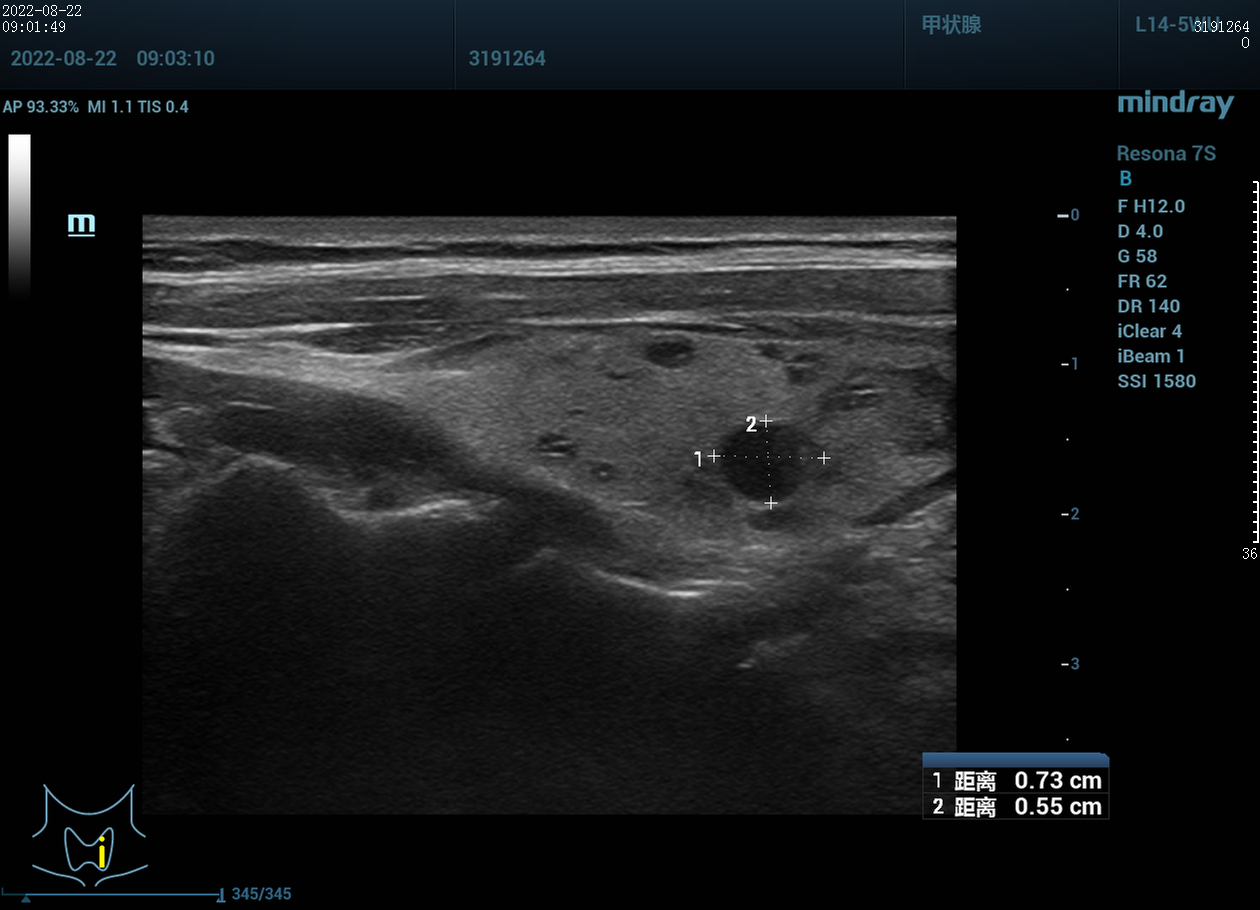 2022-08-22
09:01:49
2022-08-22 09:03:10
3191264
甲状腺
L14-5WU
3191264
0
AP 93.33% MI 1.1 TIS 0.4
mindray
Resona 7S
B
F H12.0
D 4.0
G 58
FR 62
DR 140
iClear 4
iBeam 1
SSI 1580
m
0
1
2
3
36
2
1
1 距离 0.73 cm
2 距离 0.55 cm
345/345